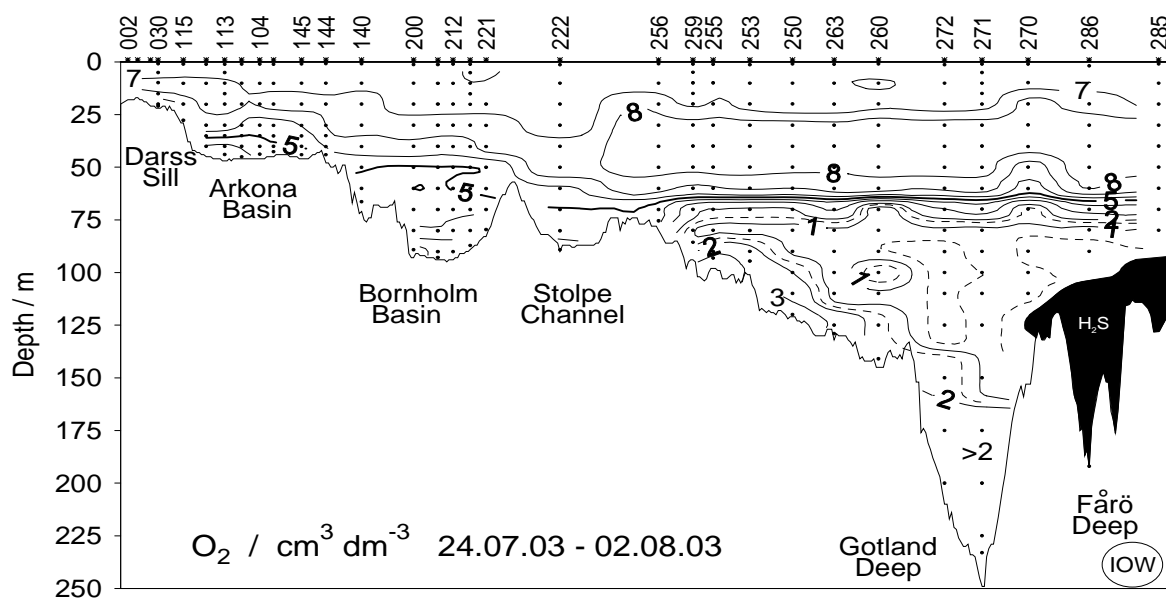 002 030 115 113 104 145 144 140 200 212 221 222 256 259 255 253 250 263 260 272 271 270 286 285
0
25
50
75
100
125
150
175
200
225
250
Depth / m
7
7
8
8
8
5
5
5
2
1
1
1
2
3
2
>2
H₂S
Darss
Sill
Arkona
Basin
Bornholm
Basin
Stolpe
Channel
Gotland
Deep
Fårö
Deep
O₂ / cm³ dm⁻³ 24.07.03 - 02.08.03
IOW